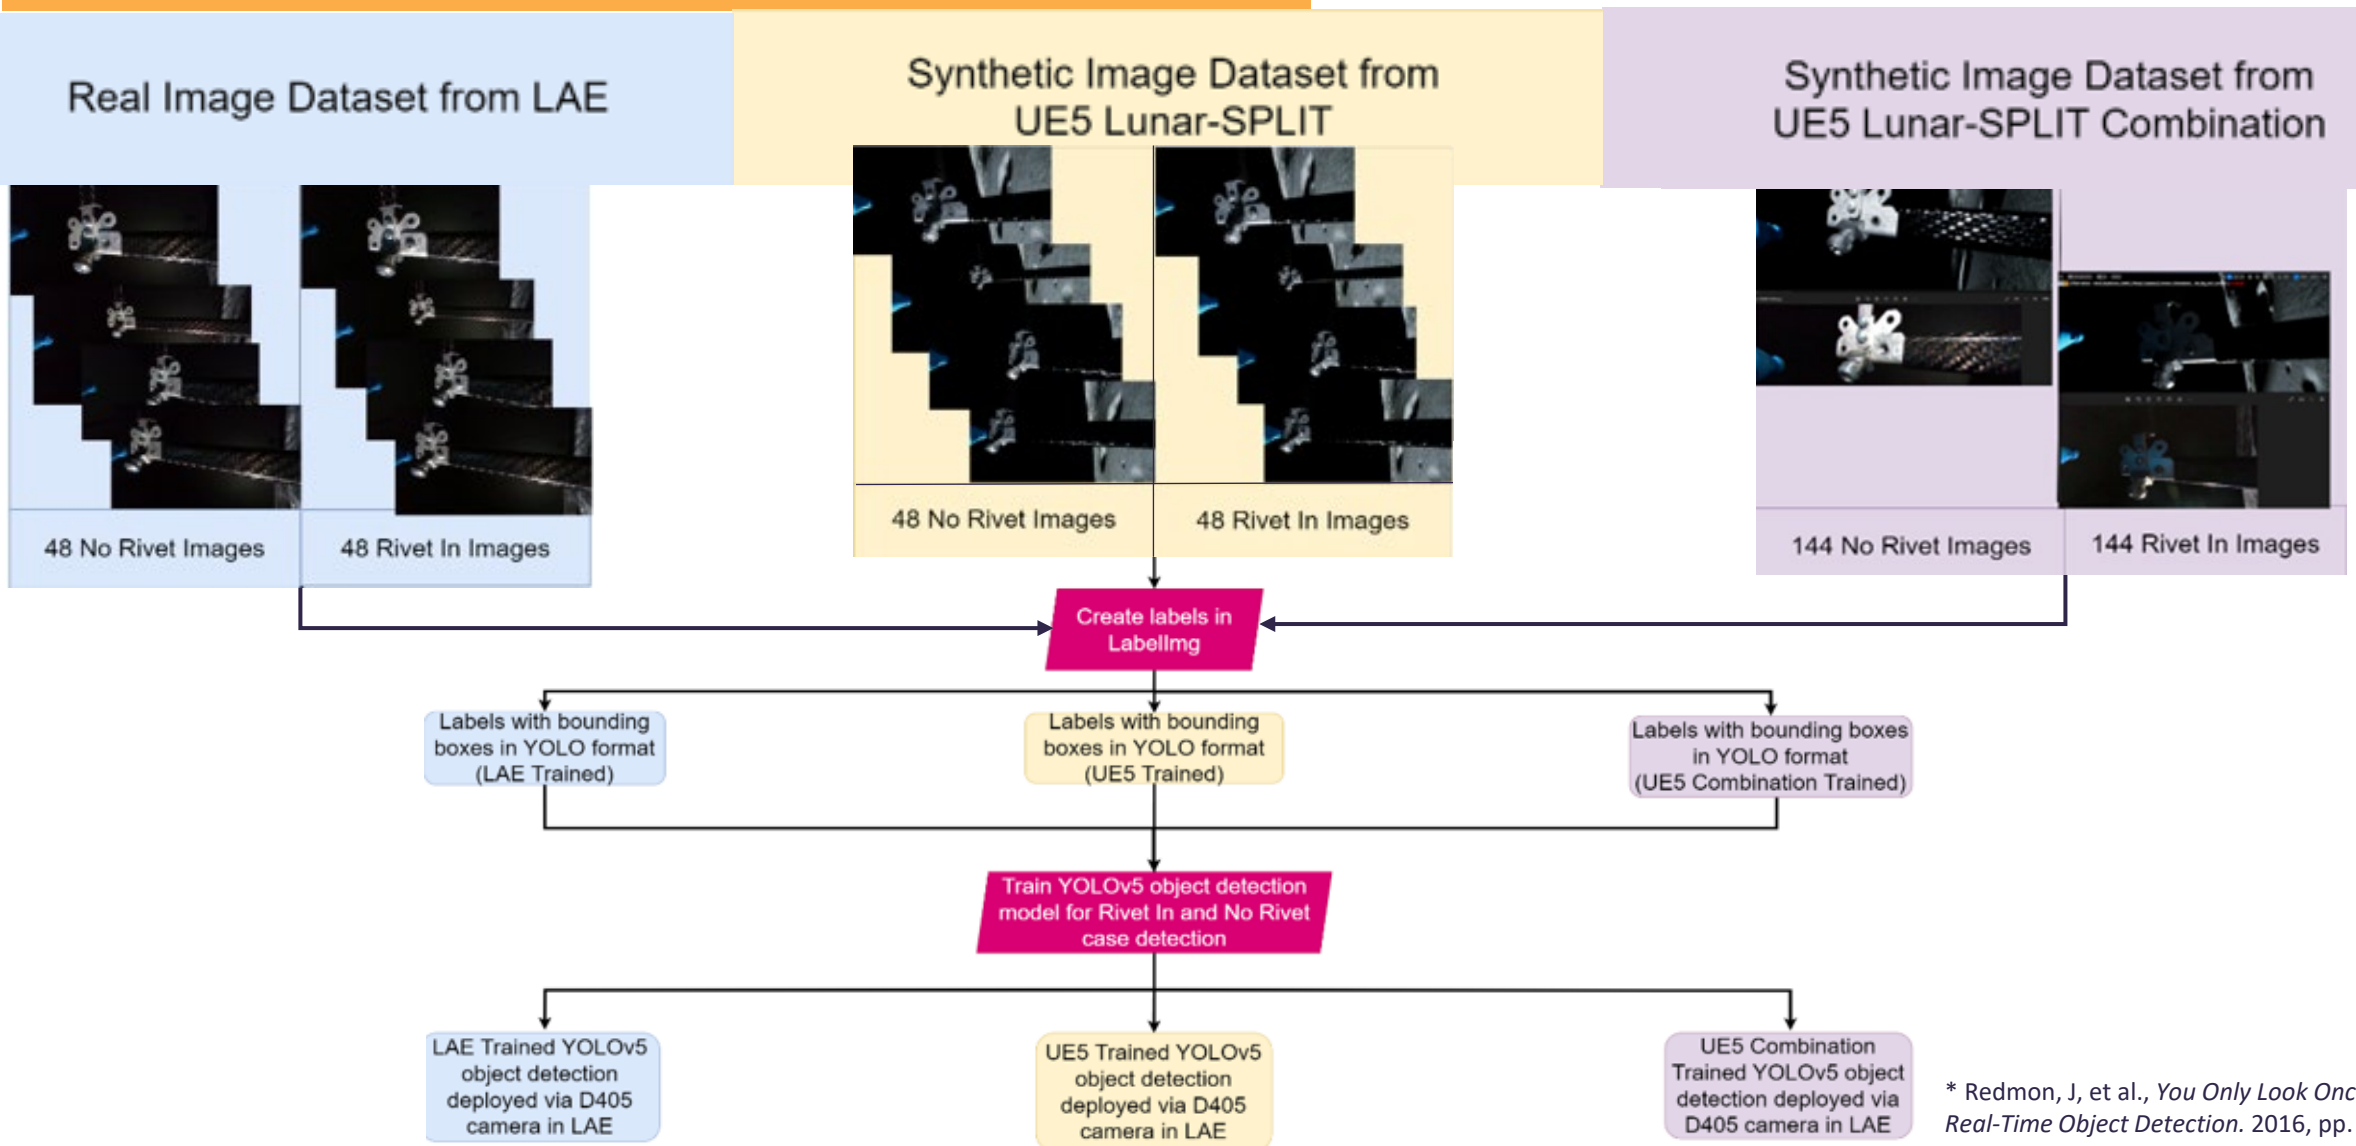 Real Image Dataset from LAE
Synthetic Image Dataset from
UE5 Lunar-SPLIT
Synthetic Image Dataset from
UE5 Lunar-SPLIT Combination
48 No Rivet Images
48 Rivet In Images
48 No Rivet Images
48 Rivet In Images
144 No Rivet Images
144 Rivet In Images
Create labels in
LabelImg
Labels with bounding
boxes in YOLO format
(LAE Trained)
Labels with bounding
boxes in YOLO format
(UE5 Trained)
Labels with bounding boxes
in YOLO format
(UE5 Combination Trained)
Train YOLOv5 object detection
model for Rivet In and No Rivet
case detection
LAE Trained YOLOv5
object detection
deployed via D405
camera in LAE
UE5 Trained YOLOv5
object detection
deployed via D405
camera in LAE
UE5 Combination
Trained YOLOv5 object
detection deployed via
D405 camera in LAE
* Redmon, J, et al., You Only Look Onc
Real-Time Object Detection. 2016, pp.